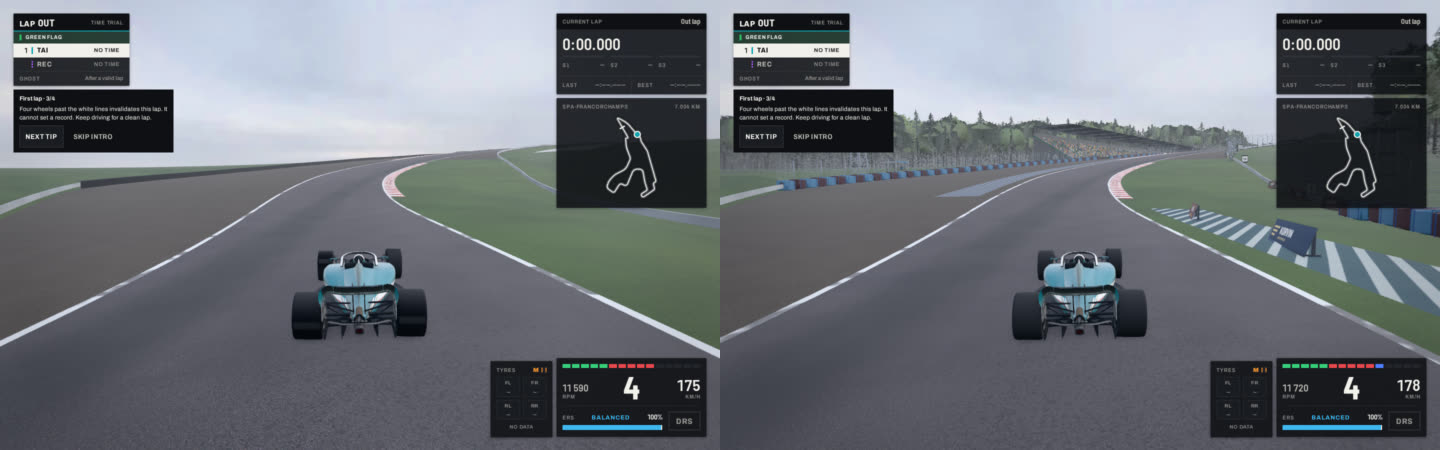 LAP OUT TIME TRIAL
GREEN FLAG
1 TAI NO TIME
REC NO TIME
GHOST After a valid lap
First lap · 3/4
Four wheels past the white lines invalidates this lap. It
cannot set a record. Keep driving for a clean lap.
NEXT TIP SKIP INTRO
CURRENT LAP Out lap
0:00.000
S1 – S2 – S3 –
LAST –:––.––– BEST –:––.–––
SPA-FRANCORCHAMPS 7.004 KM
TYRES M
FL FR
– –
RL RR
– –
NO DATA
11 590 4 175
RPM KM/H
ERS BALANCED 100% DRS
LAP OUT TIME TRIAL
GREEN FLAG
1 TAI NO TIME
REC NO TIME
GHOST After a valid lap
First lap · 3/4
Four wheels past the white lines invalidates this lap. It
cannot set a record. Keep driving for a clean lap.
NEXT TIP SKIP INTRO
CURRENT LAP Out lap
0:00.000
S1 – S2 – S3 –
LAST –:––.––– BEST –:––.–––
SPA-FRANCORCHAMPS 7.004 KM
TYRES M
FL FR
– –
RL RR
– –
NO DATA
11 720 4 178
RPM KM/H
ERS BALANCED 100% DRS